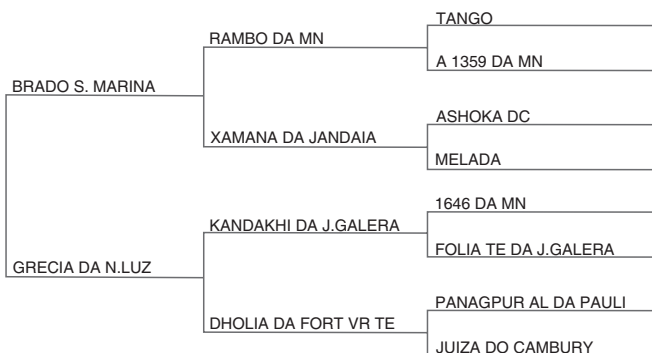 TANGO
RAMBO DA MN
A 1359 DA MN
BRADO S. MARINA
ASHOKA DC
XAMANA DA JANDAIA
MELADA
1646 DA MN
KANDAKHI DA J.GALERA
FOLIA TE DA J.GALERA
GRECIA DA N.LUZ
PANAGPUR AL DA PAULI
DHOLIA DA FORT VR TE
JUIZA DO CAMBURY